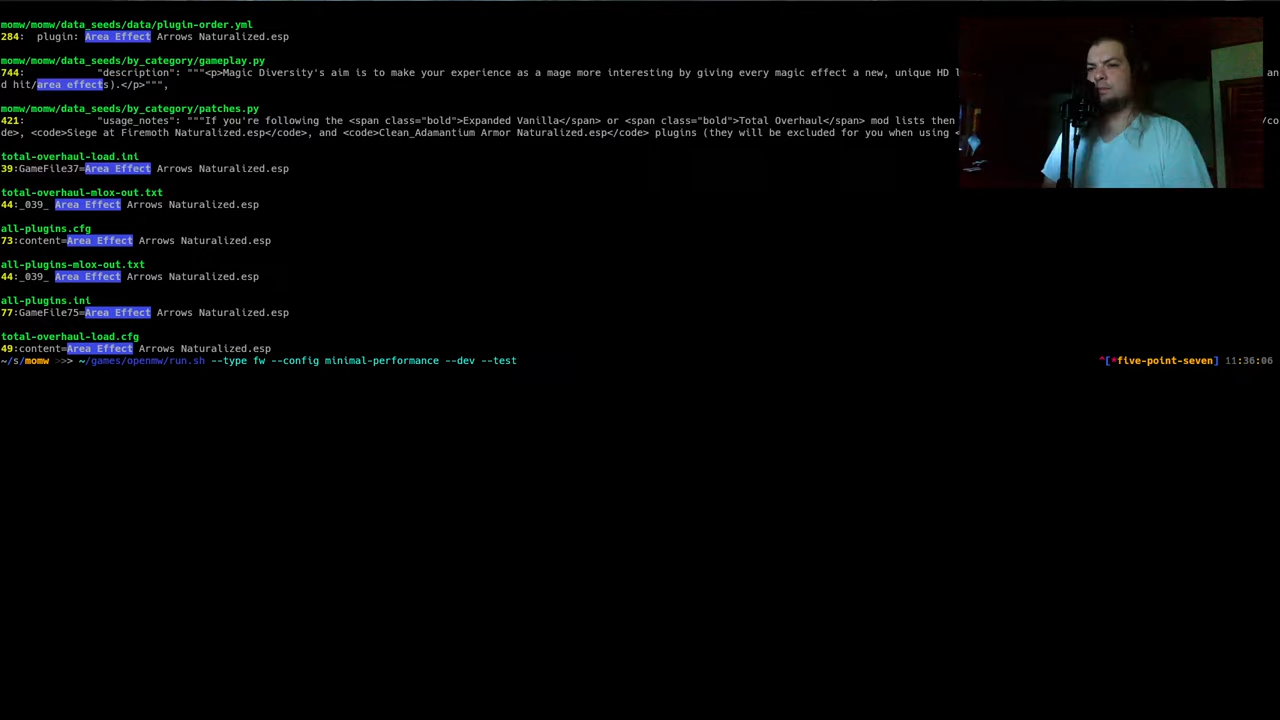 momw/momw/data_seeds/data/plugin-order.yml
284:  plugin: Area Effect Arrows Naturalized.esp
momw/momw/data_seeds/by_category/gameplay.py
744:            "description": """<p>Magic Diversity's aim is to make your experience as a mage more interesting by giving every magic effect a new, unique HD l an
d hit/area effects).</p>""",
momw/momw/data_seeds/by_category/patches.py
421:            "usage_notes": """If you're following the <span class="bold">Expanded Vanilla</span> or <span class="bold">Total Overhaul</span> mod lists then /co
de>, <code>Siege at Firemoth Naturalized.esp</code>, and <code>Clean_Adamantium Armor Naturalized.esp</code> plugins (they will be excluded for you when using <
total-overhaul-load.ini
39:GameFile37=Area Effect Arrows Naturalized.esp
total-overhaul-mlox-out.txt
44:_039_ Area Effect Arrows Naturalized.esp
all-plugins.cfg
73:content=Area Effect Arrows Naturalized.esp
all-plugins-mlox-out.txt
44:_039_ Area Effect Arrows Naturalized.esp
all-plugins.ini
77:GameFile75=Area Effect Arrows Naturalized.esp
total-overhaul-load.cfg
49:content=Area Effect Arrows Naturalized.esp
~/s/momw >>> ~/games/openmw/run.sh --type fw --config minimal-performance --dev --test ^[*five-point-seven] 11:36:06